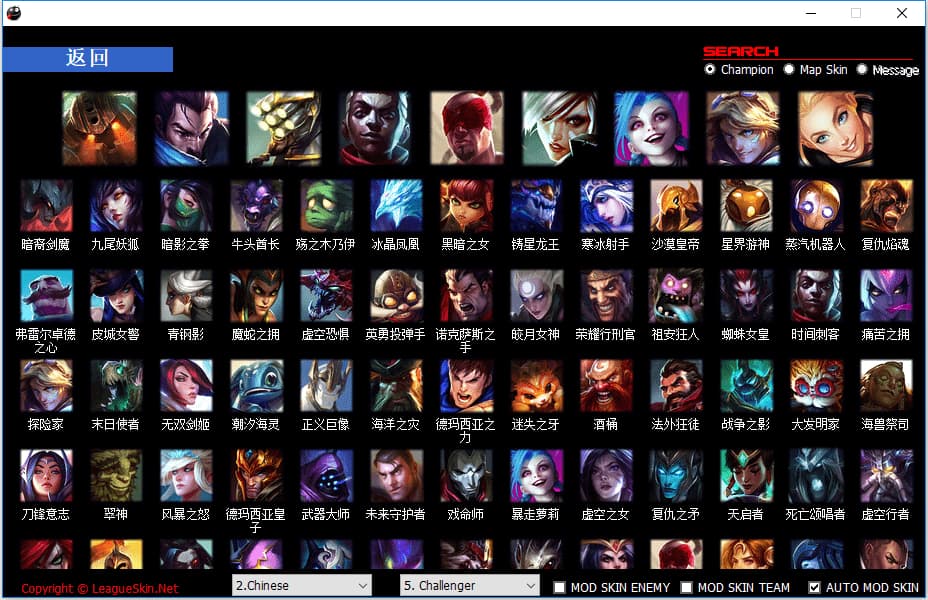 返回
SEARCH
Champion Map Skin Message
暗裔剑魔 九尾妖狐 暗影之拳 牛头酋长 殇之木乃伊 冰晶凤凰 黑暗之女 铸星龙王 寒冰射手 沙漠皇帝 星界游神 蒸汽机器人 复仇焰魂
弗雷尔卓德之心 皮城女警 青钢影 魔蛇之拥 虚空恐惧 英勇投弹手 诺克萨斯之手 皎月女神 荣耀行刑官 祖安狂人 蜘蛛女皇 时间刺客 痛苦之拥
探险家 末日使者 无双剑姬 潮汐海灵 正义巨像 海洋之灾 德玛西亚之力 迷失之牙 酒桶 法外狂徒 战争之影 大发明家 海兽祭司
刀锋意志 翠神 风暴之怒 德玛西亚皇子 武器大师 未来守护者 戏命师 暴走萝莉 虚空之女 复仇之矛 天启者 死亡颂唱者 虚空行者
Copyright © LeagueSkin.Net 2.Chinese 5. Challenger MOD SKIN ENEMY MOD SKIN TEAM AUTO MOD SKIN